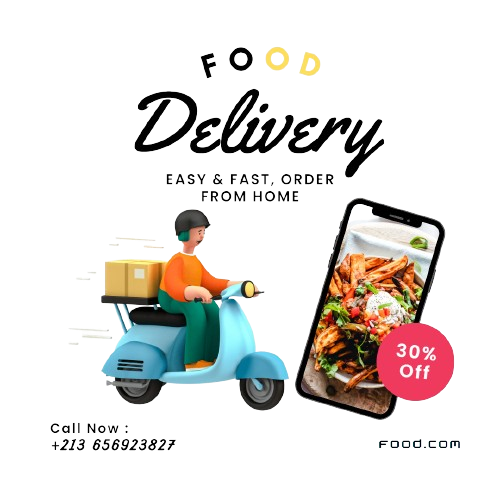 FOOD
Delivery
EASY & FAST, ORDER
FROM HOME
30%
Off
Call Now :
+213 656923827
FOOD.COM